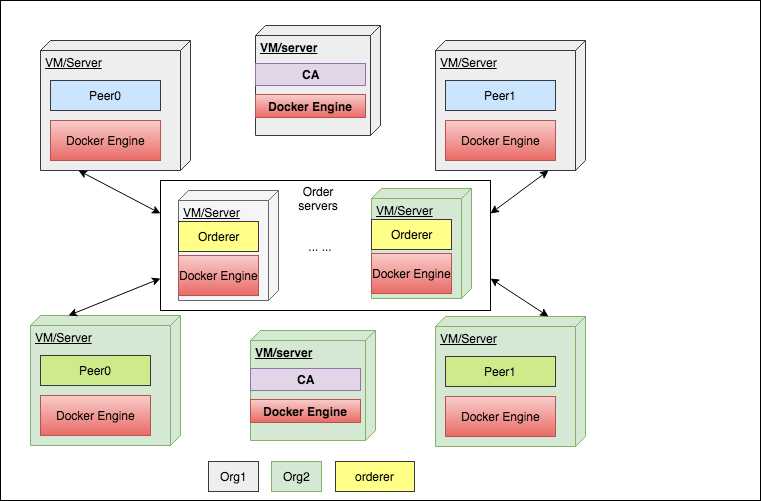 VM/Server
Peer0
Docker Engine
VM/server
CA
Docker Engine
VM/Server
Peer1
Docker Engine
Order
servers
VM/Server
Orderer
Docker Engine
... ...
VM/Server
Orderer
Docker Engine
VM/Server
Peer0
Docker Engine
VM/server
CA
Docker Engine
VM/Server
Peer1
Docker Engine
Org1
Org2
orderer